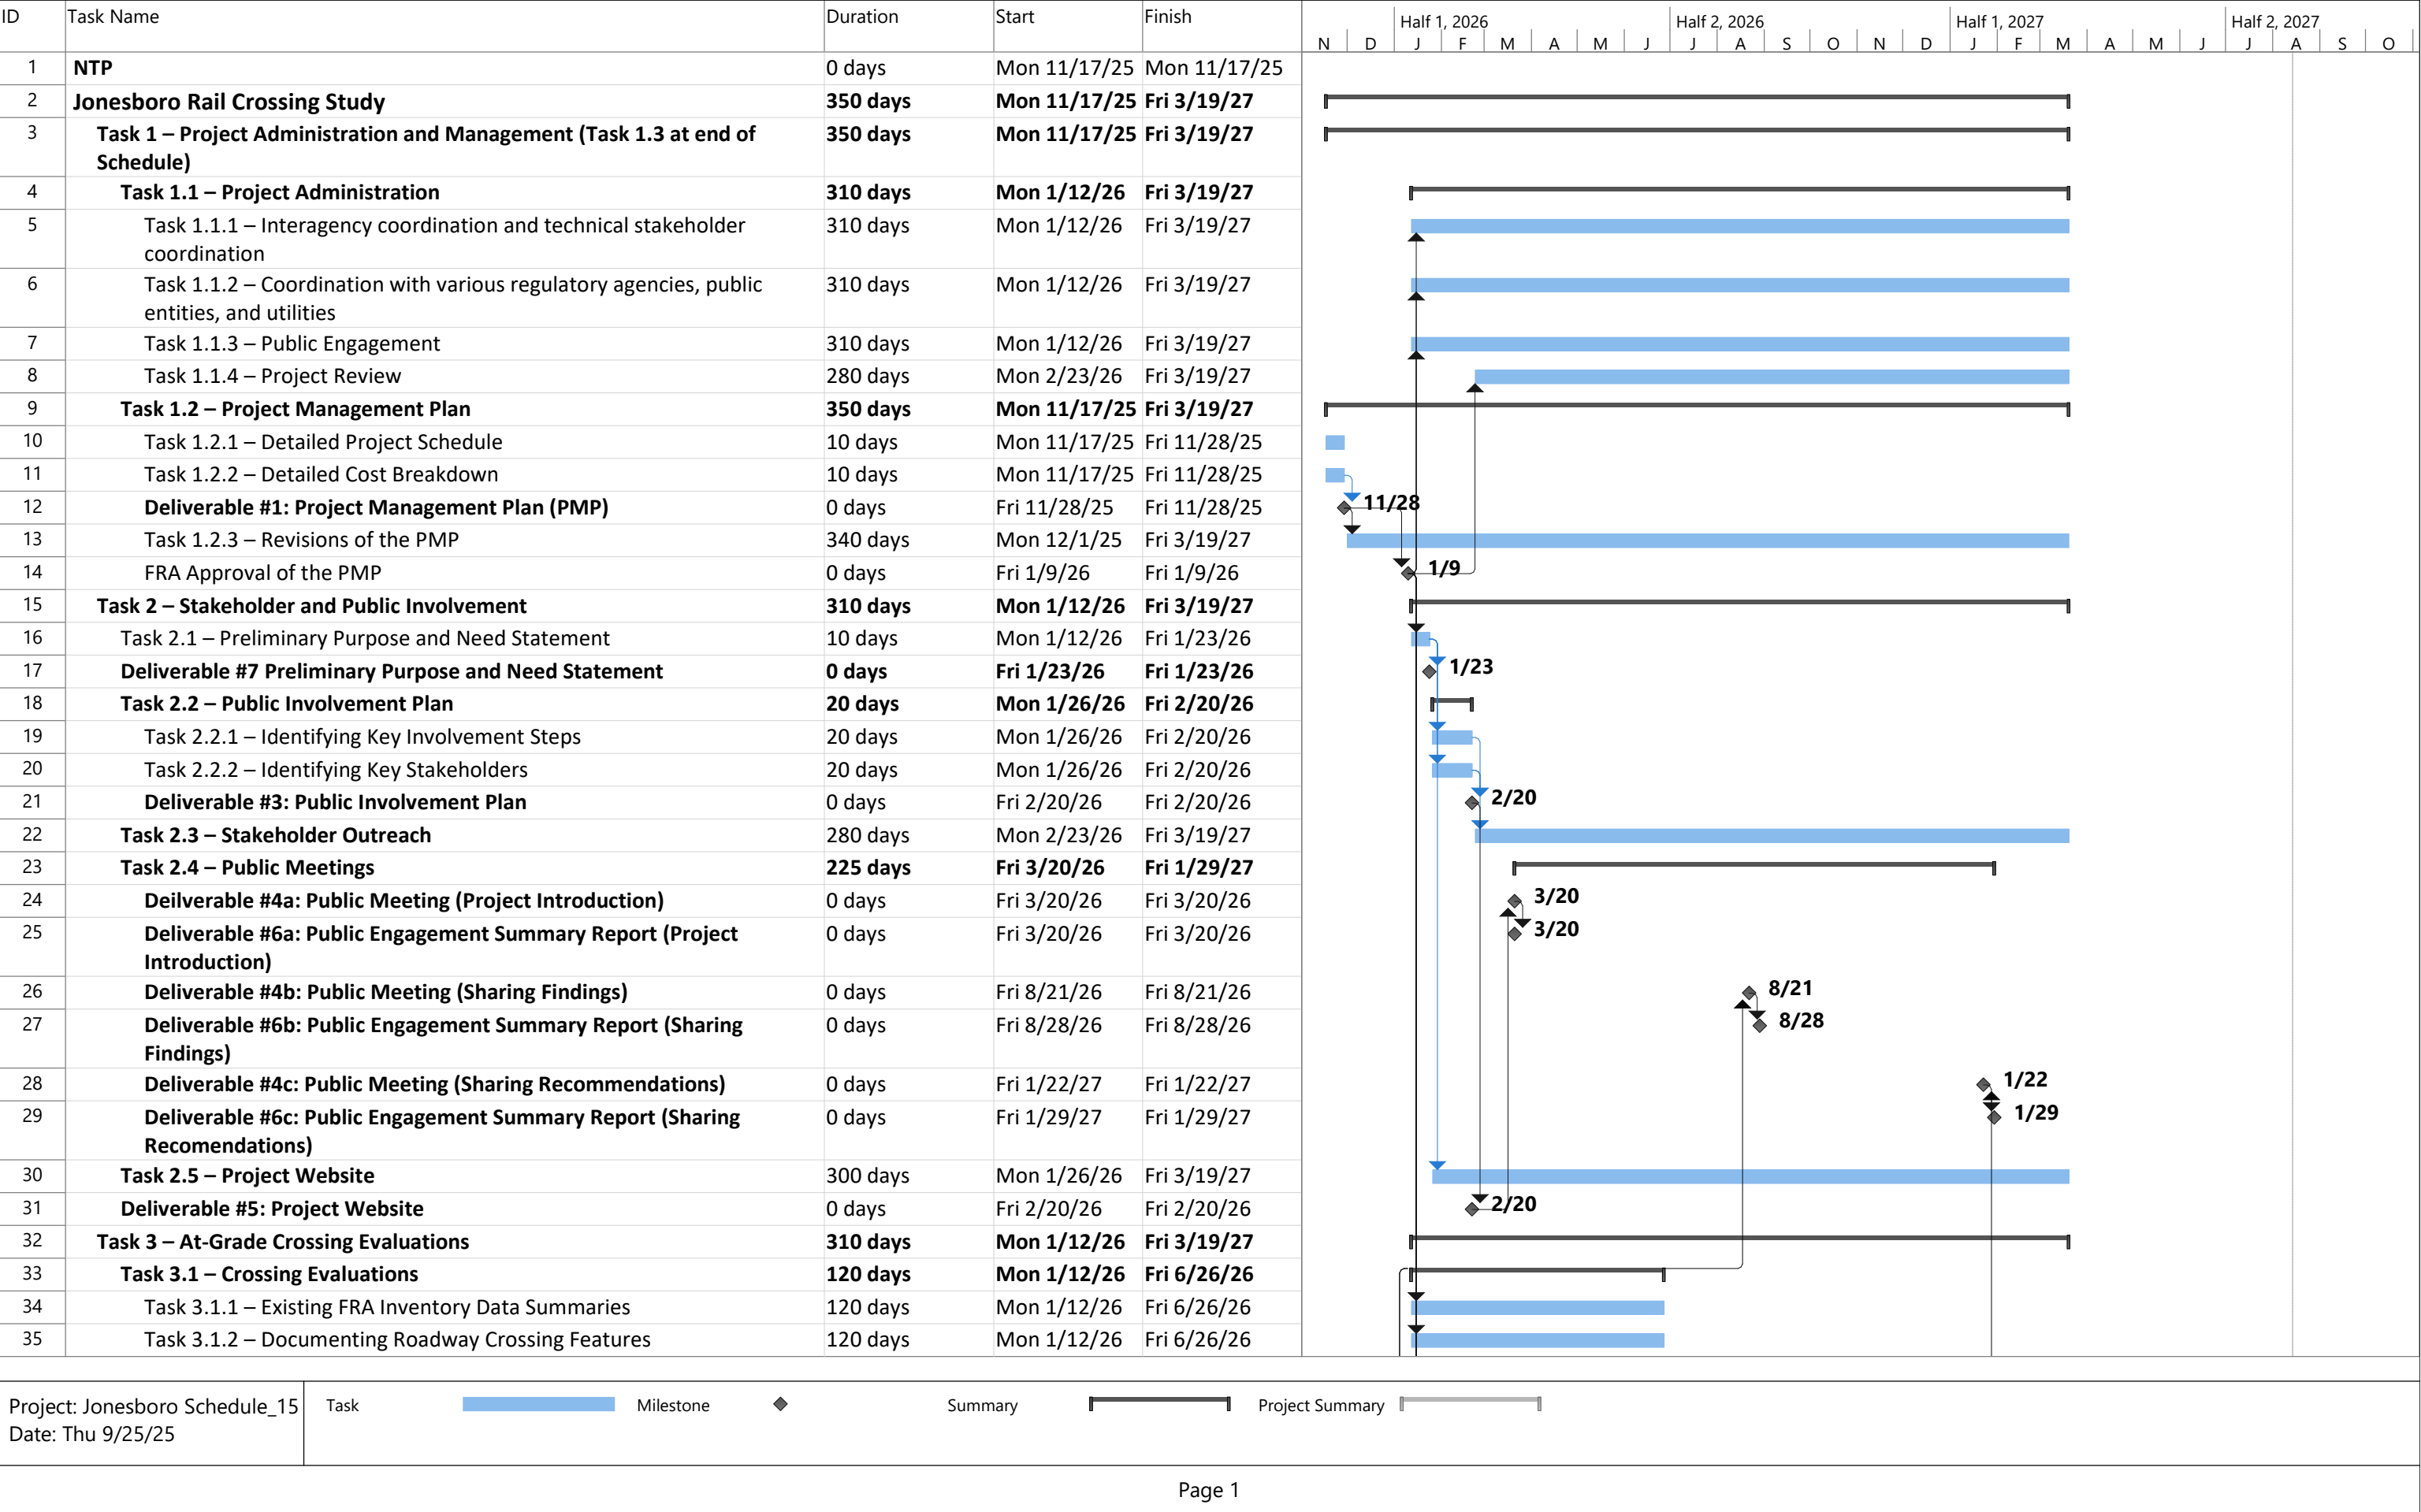 ID Task Name Duration Start Finish
Half 1, 2026 Half 2, 2026 Half 1, 2027 Half 2, 2027
N D J F M A M J J A S O N D J F M A M J J A S O
1 NTP 0 days Mon 11/17/25 Mon 11/17/25
2 Jonesboro Rail Crossing Study 350 days Mon 11/17/25 Fri 3/19/27
3 Task 1 – Project Administration and Management (Task 1.3 at end of 350 days Mon 11/17/25 Fri 3/19/27
Schedule)
4 Task 1.1 – Project Administration 310 days Mon 1/12/26 Fri 3/19/27
5 Task 1.1.1 – Interagency coordination and technical stakeholder 310 days Mon 1/12/26 Fri 3/19/27
coordination
6 Task 1.1.2 – Coordination with various regulatory agencies, public 310 days Mon 1/12/26 Fri 3/19/27
entities, and utilities
7 Task 1.1.3 – Public Engagement 310 days Mon 1/12/26 Fri 3/19/27
8 Task 1.1.4 – Project Review 280 days Mon 2/23/26 Fri 3/19/27
9 Task 1.2 – Project Management Plan 350 days Mon 11/17/25 Fri 3/19/27
10 Task 1.2.1 – Detailed Project Schedule 10 days Mon 11/17/25 Fri 11/28/25
11 Task 1.2.2 – Detailed Cost Breakdown 10 days Mon 11/17/25 Fri 11/28/25
12 Deliverable #1: Project Management Plan (PMP) 0 days Fri 11/28/25 Fri 11/28/25 11/28
13 Task 1.2.3 – Revisions of the PMP 340 days Mon 12/1/25 Fri 3/19/27
14 FRA Approval of the PMP 0 days Fri 1/9/26 Fri 1/9/26 1/9
15 Task 2 – Stakeholder and Public Involvement 310 days Mon 1/12/26 Fri 3/19/27
16 Task 2.1 – Preliminary Purpose and Need Statement 10 days Mon 1/12/26 Fri 1/23/26
17 Deliverable #7 Preliminary Purpose and Need Statement 0 days Fri 1/23/26 Fri 1/23/26 1/23
18 Task 2.2 – Public Involvement Plan 20 days Mon 1/26/26 Fri 2/20/26
19 Task 2.2.1 – Identifying Key Involvement Steps 20 days Mon 1/26/26 Fri 2/20/26
20 Task 2.2.2 – Identifying Key Stakeholders 20 days Mon 1/26/26 Fri 2/20/26
21 Deliverable #3: Public Involvement Plan 0 days Fri 2/20/26 Fri 2/20/26 2/20
22 Task 2.3 – Stakeholder Outreach 280 days Mon 2/23/26 Fri 3/19/27
23 Task 2.4 – Public Meetings 225 days Fri 3/20/26 Fri 1/29/27
24 Deilverable #4a: Public Meeting (Project Introduction) 0 days Fri 3/20/26 Fri 3/20/26 3/20
25 Deliverable #6a: Public Engagement Summary Report (Project 0 days Fri 3/20/26 Fri 3/20/26 3/20
Introduction)
26 Deliverable #4b: Public Meeting (Sharing Findings) 0 days Fri 8/21/26 Fri 8/21/26 8/21
27 Deliverable #6b: Public Engagement Summary Report (Sharing 0 days Fri 8/28/26 Fri 8/28/26 8/28
Findings)
28 Deliverable #4c: Public Meeting (Sharing Recommendations) 0 days Fri 1/22/27 Fri 1/22/27 1/22
29 Deliverable #6c: Public Engagement Summary Report (Sharing 0 days Fri 1/29/27 Fri 1/29/27 1/29
Recomendations)
30 Task 2.5 – Project Website 300 days Mon 1/26/26 Fri 3/19/27
31 Deliverable #5: Project Website 0 days Fri 2/20/26 Fri 2/20/26 2/20
32 Task 3 – At-Grade Crossing Evaluations 310 days Mon 1/12/26 Fri 3/19/27
33 Task 3.1 – Crossing Evaluations 120 days Mon 1/12/26 Fri 6/26/26
34 Task 3.1.1 – Existing FRA Inventory Data Summaries 120 days Mon 1/12/26 Fri 6/26/26
35 Task 3.1.2 – Documenting Roadway Crossing Features 120 days Mon 1/12/26 Fri 6/26/26
Project: Jonesboro Schedule_15 Task Milestone Summary Project Summary
Date: Thu 9/25/25
Page 1